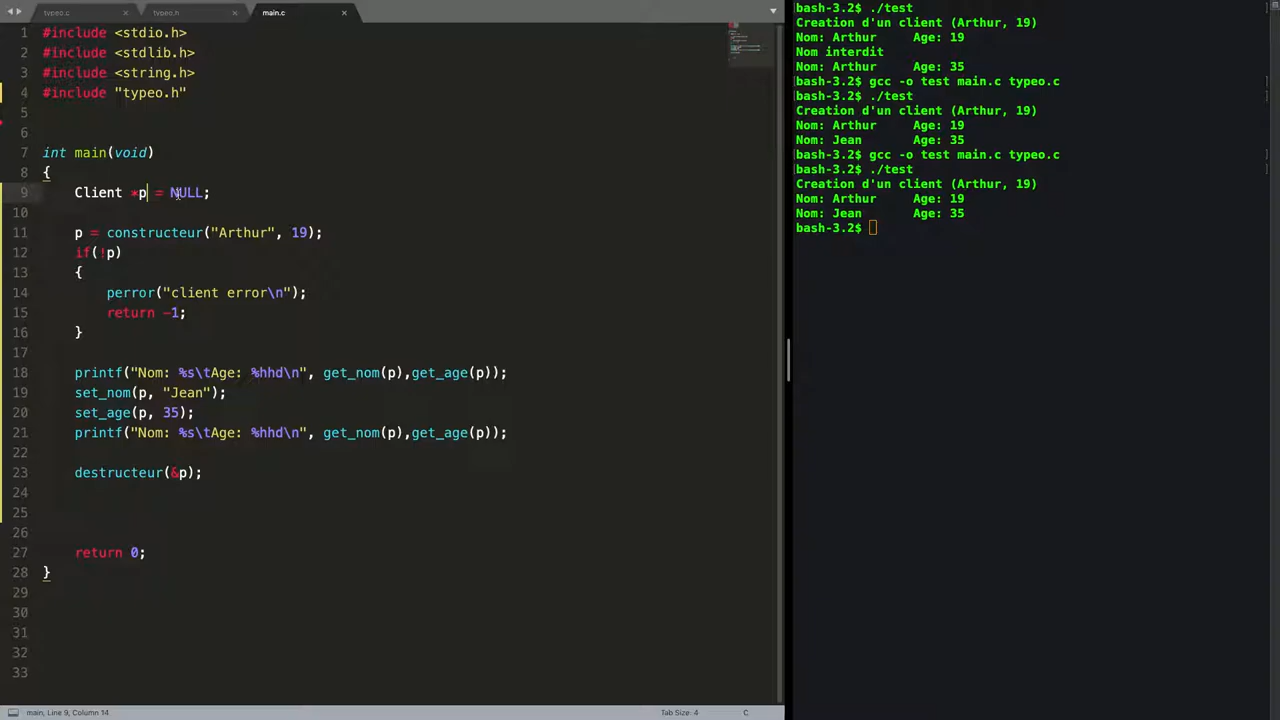 typeo.c
typeo.h
main.c
1 #include <stdio.h>
2 #include <stdlib.h>
3 #include <string.h>
4 #include "typeo.h"
5
6
7 int main(void)
8 {
9 Client *p = NULL;
10
11 p = constructeur("Arthur", 19);
12 if(!p)
13 {
14 perror("client error\n");
15 return -1;
16 }
17
18 printf("Nom: %s\tAge: %hhd\n", get_nom(p),get_age(p));
19 set_nom(p, "Jean");
20 set_age(p, 35);
21 printf("Nom: %s\tAge: %hhd\n", get_nom(p),get_age(p));
22
23 destructeur(&p);
24
25
26
27 return 0;
28 }
29
30
31
32
33
main, Line 9, Column 14
Tab Size: 4
C
bash-3.2$ ./test
Creation d'un client (Arthur, 19)
Nom: Arthur Age: 19
Nom interdit
Nom: Arthur Age: 35
bash-3.2$ gcc -o test main.c typeo.c
bash-3.2$ ./test
Creation d'un client (Arthur, 19)
Nom: Arthur Age: 19
Nom: Jean Age: 35
bash-3.2$ gcc -o test main.c typeo.c
bash-3.2$ ./test
Creation d'un client (Arthur, 19)
Nom: Arthur Age: 19
Nom: Jean Age: 35
bash-3.2$